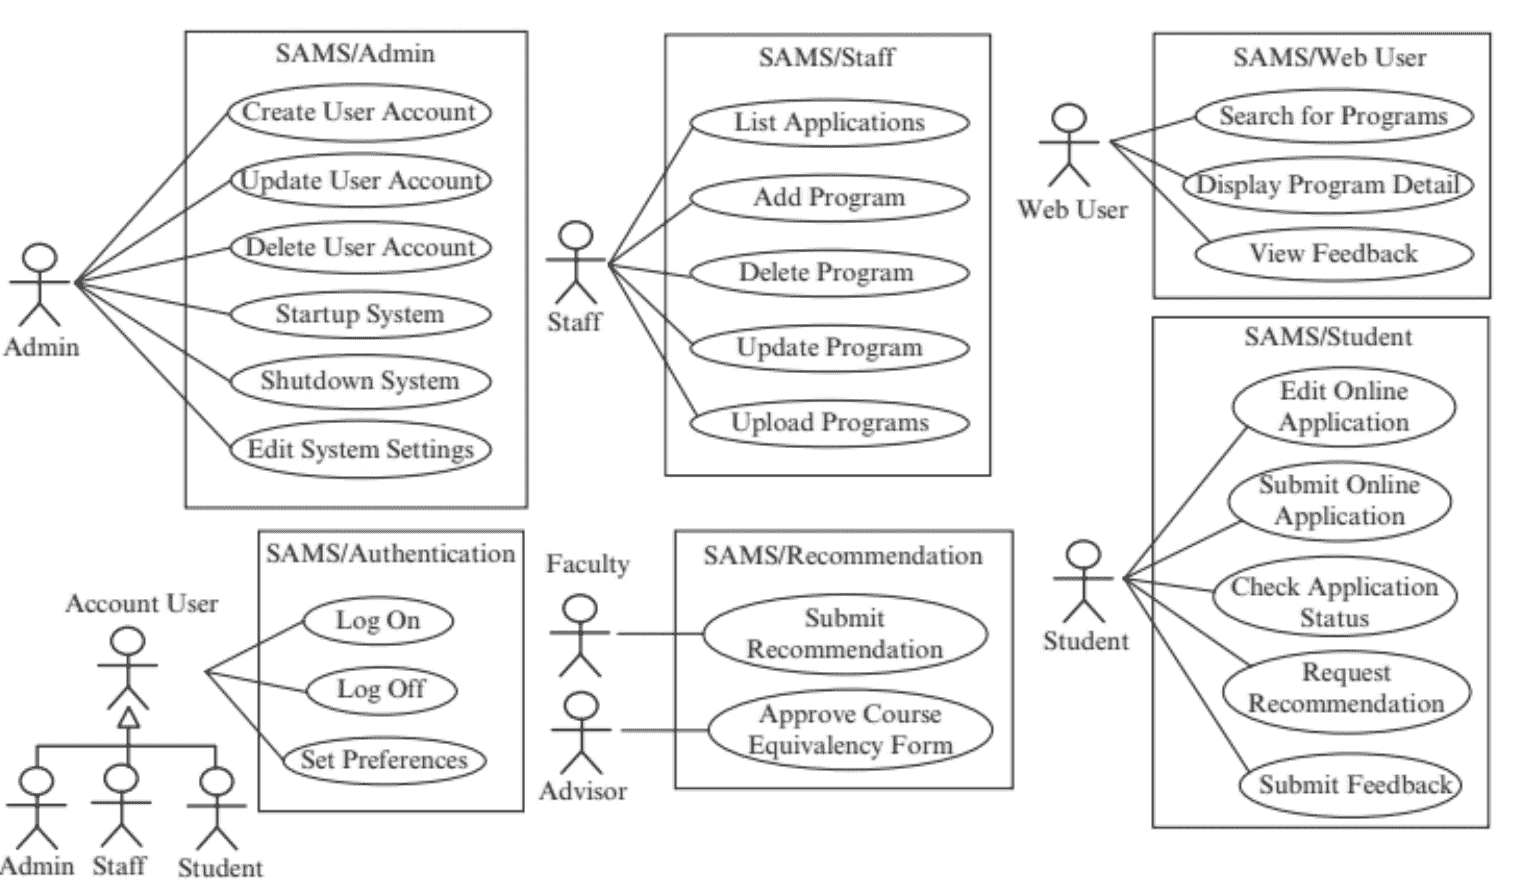 SAMS/Admin
Create User Account
Update User Account
Delete User Account
Startup System
Shutdown System
Edit System Settings
Admin
SAMS/Staff
List Applications
Add Program
Delete Program
Update Program
Upload Programs
Staff
SAMS/Web User
Search for Programs
Display Program Detail
View Feedback
Web User
SAMS/Student
Edit Online
Application
Submit Online
Application
Check Application
Status
Request
Recommendation
Submit Feedback
Student
SAMS/Authentication
Account User
Log On
Log Off
Set Preferences
Admin
Staff
Student
SAMS/Recommendation
Faculty
Submit
Recommendation
Approve Course
Equivalency Form
Advisor